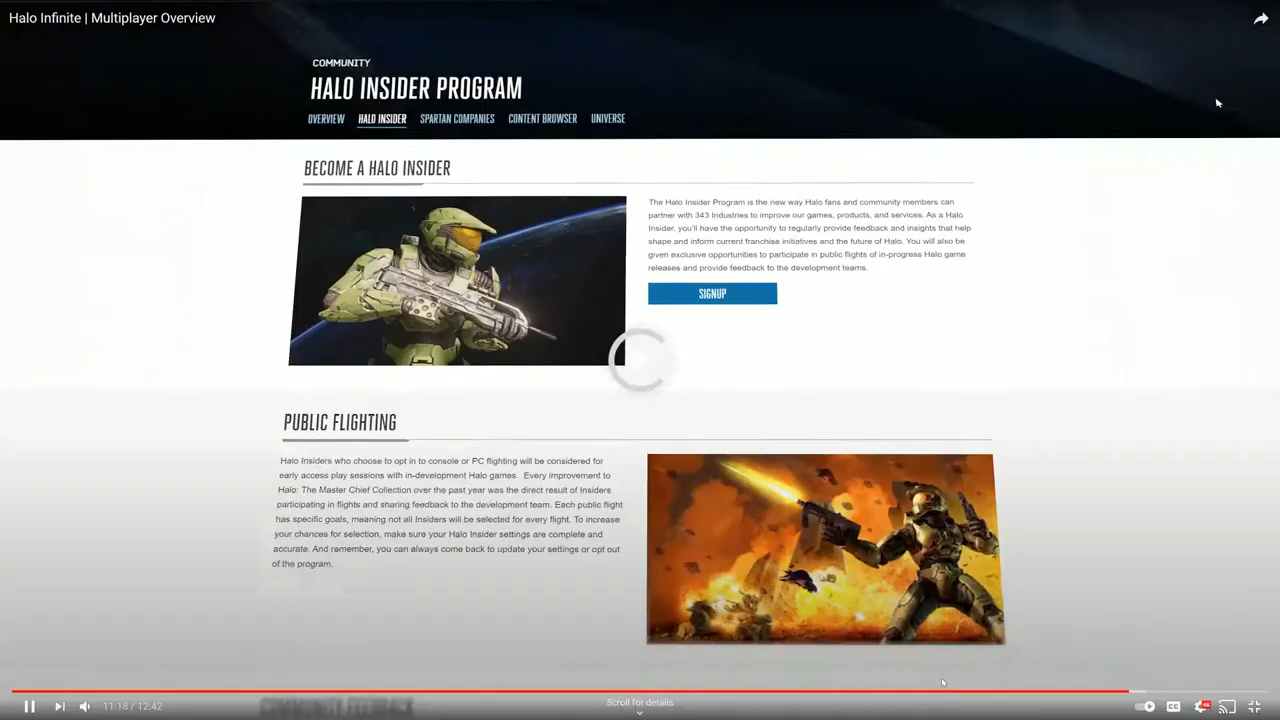 Halo Infinite | Multiplayer Overview
COMMUNITY
HALO INSIDER PROGRAM
OVERVIEW HALO INSIDER SPARTAN COMPANIES CONTENT BROWSER UNIVERSE
BECOME A HALO INSIDER
The Halo Insider Program is the new way Halo fans and community members can
partner with 343 Industries to improve our games, products, and services. As a Halo
Insider, you'll have the opportunity to regularly provide feedback and insights that help
shape and inform current franchise initiatives and the future of Halo. You will also be
given exclusive opportunities to participate in public flights of in-progress Halo game
releases and provide feedback to the development teams.
SIGNUP
PUBLIC FLIGHTING
Halo Insiders who choose to opt in to console or PC flighting will be considered for
early access play sessions with in-development Halo games. Every improvement to
Halo: The Master Chief Collection over the past year was the direct result of Insiders
participating in flights and sharing feedback to the development team. Each public flight
has specific goals, meaning not all Insiders will be selected for every flight. To increase
your chances for selection, make sure your Halo Insider settings are complete and
accurate. And remember, you can always come back to update your settings or opt out
of the program.
COMMUNITY FEEDBACK
11:18 / 12:42
Scroll for details
CC
4K